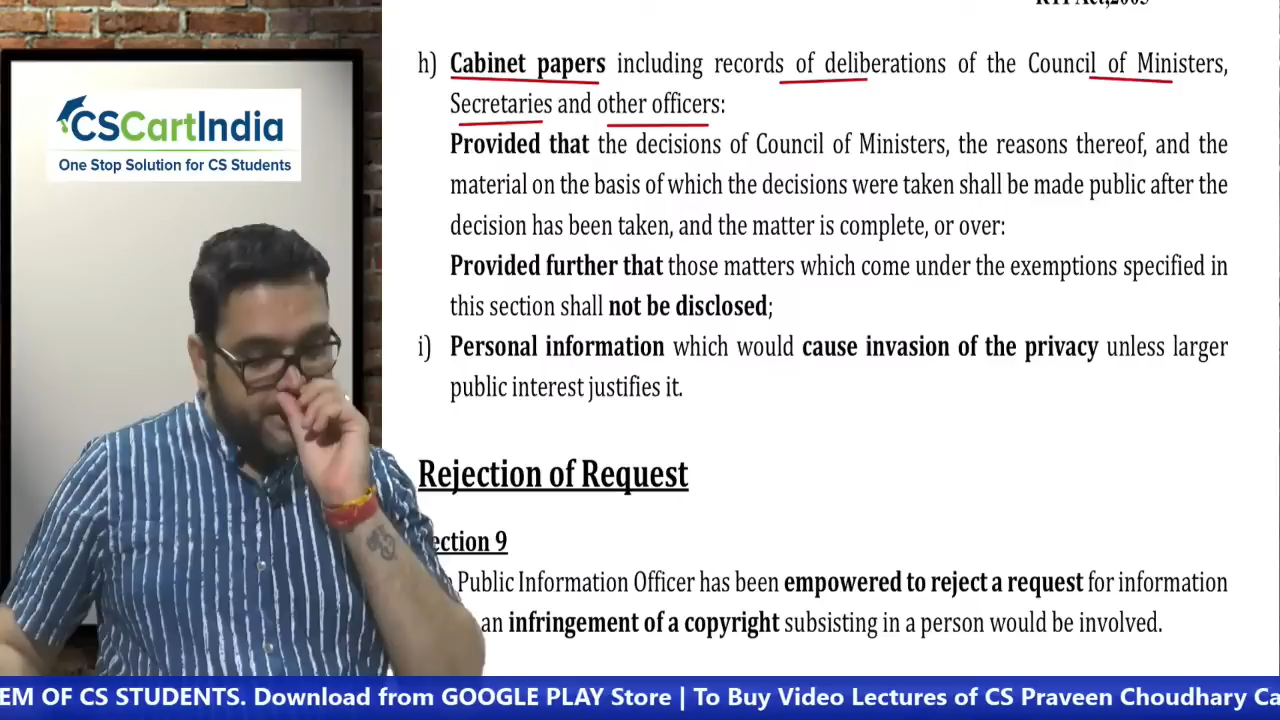 RTI Act,2005
h) Cabinet papers including records of deliberations of the Council of Ministers,
Secretaries and other officers:
Provided that the decisions of Council of Ministers, the reasons thereof, and the
material on the basis of which the decisions were taken shall be made public after the
decision has been taken, and the matter is complete, or over:
Provided further that those matters which come under the exemptions specified in
this section shall not be disclosed;
i) Personal information which would cause invasion of the privacy unless larger
public interest justifies it.
Rejection of Request
ection 9
Public Information Officer has been empowered to reject a request for information
an infringement of a copyright subsisting in a person would be involved.
CSCartIndia
One Stop Solution for CS Students
EM OF CS STUDENTS. Download from GOOGLE PLAY Store | To Buy Video Lectures of CS Praveen Choudhary Ca